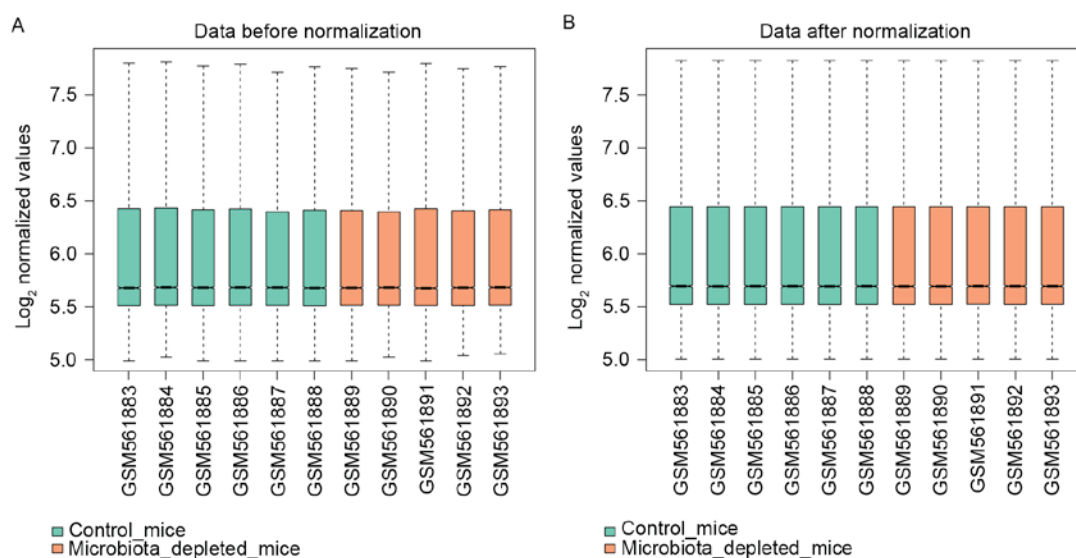 A
Data before normalization
Log2 normalized values
7.5
7.0
6.5
6.0
5.5
5.0
GSM561883
GSM561884
GSM561885
GSM561886
GSM561887
GSM561888
GSM561889
GSM561890
GSM561891
GSM561892
GSM561893
Control_mice
Microbiota_depleted_mice
B
Data after normalization
Log2 normalized values
7.5
7.0
6.5
6.0
5.5
5.0
GSM561883
GSM561884
GSM561885
GSM561886
GSM561887
GSM561888
GSM561889
GSM561890
GSM561891
GSM561892
GSM561893
Control_mice
Microbiota_depleted_mice